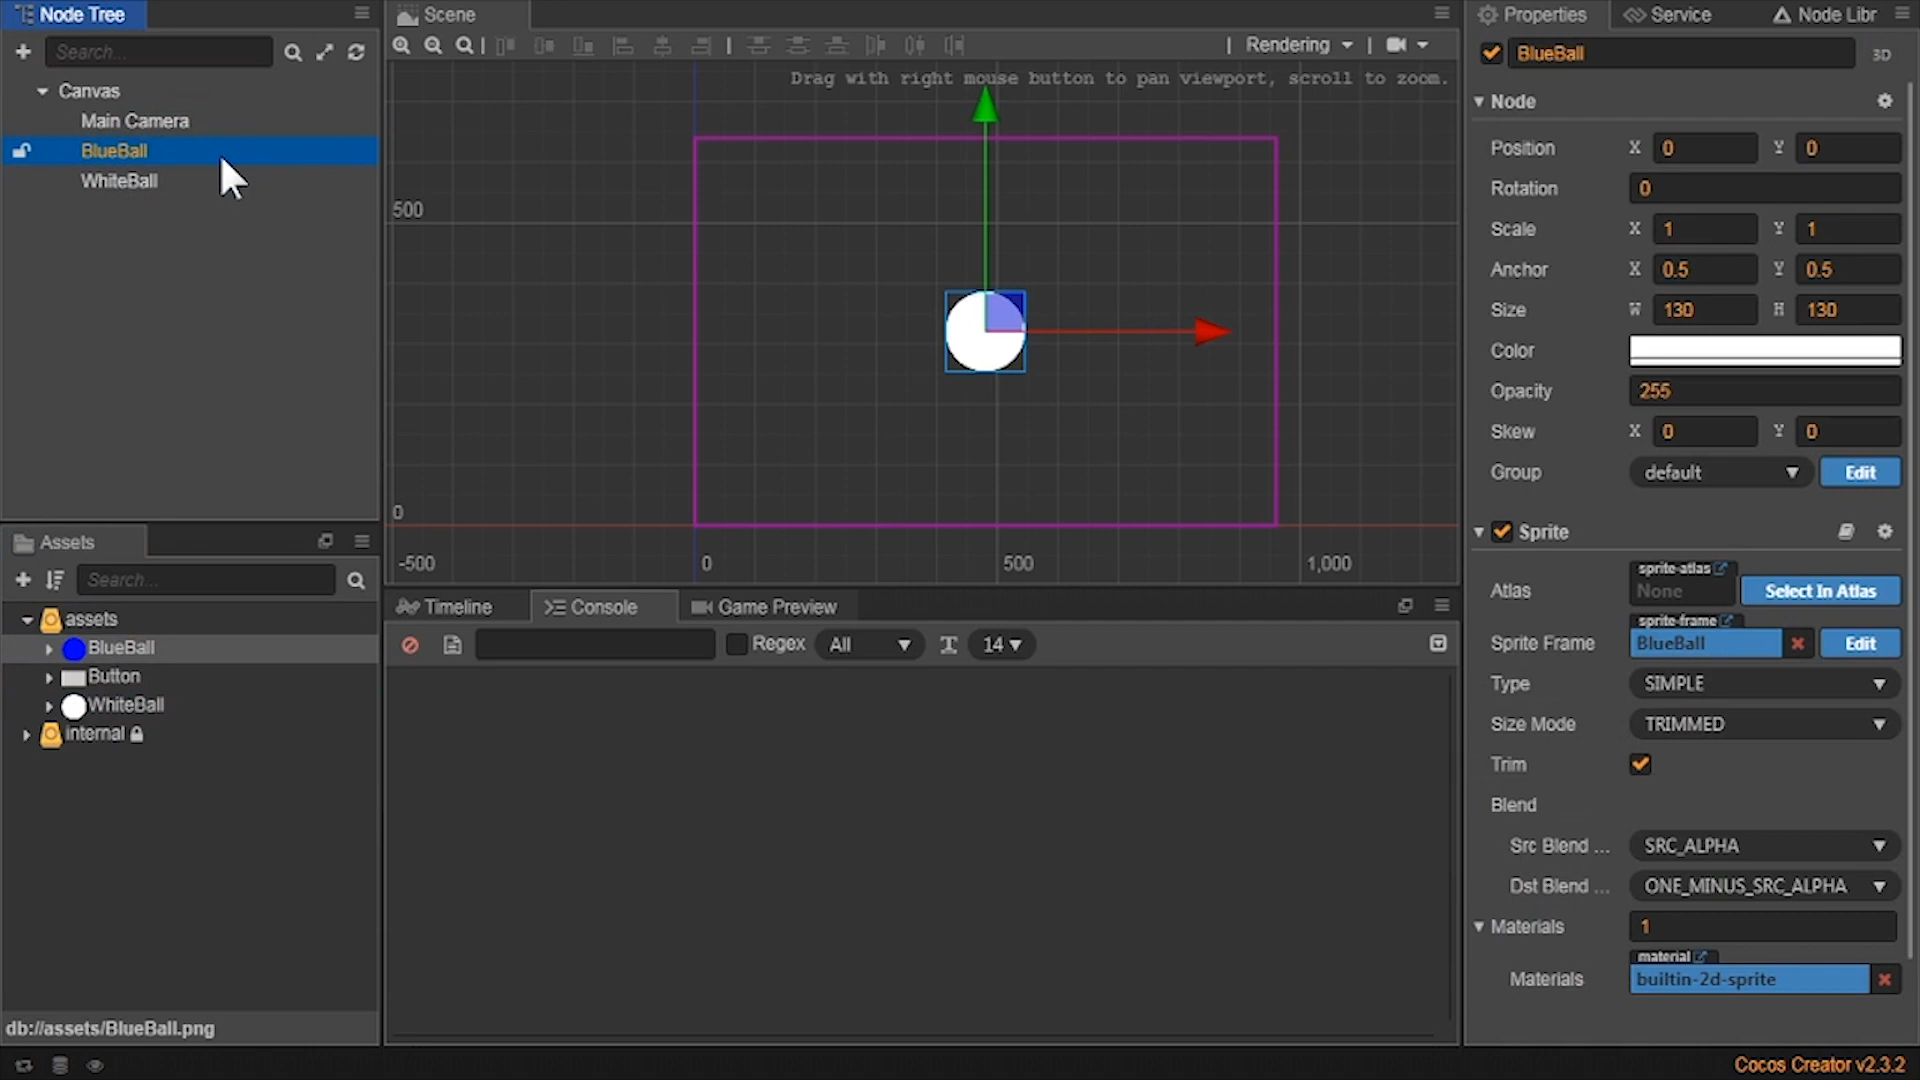 Node Tree
Search...
Canvas
Main Camera
BlueBall
WhiteBall
Assets
Search...
assets
BlueBall
Button
WhiteBall
internal
db://assets/BlueBall.png
Scene
Rendering
Drag with right mouse button to pan viewport, scroll to zoom.
500
0
-500
0
500
1,000
Timeline
Console
Game Preview
Regex
All
14
Properties
Service
Node Libr
BlueBall
3D
Node
Position X 0 Y 0
Rotation 0
Scale X 1 Y 1
Anchor X 0.5 Y 0.5
Size W 130 H 130
Color
Opacity 255
Skew X 0 Y 0
Group default Edit
Sprite
sprite-atlas
Atlas None Select In Atlas
sprite-frame
Sprite Frame BlueBall Edit
Type SIMPLE
Size Mode TRIMMED
Trim
Blend
Src Blend ... SRC_ALPHA
Dst Blend ... ONE_MINUS_SRC_ALPHA
Materials 1
material
Materials builtin-2d-sprite
Cocos Creator v2.3.2